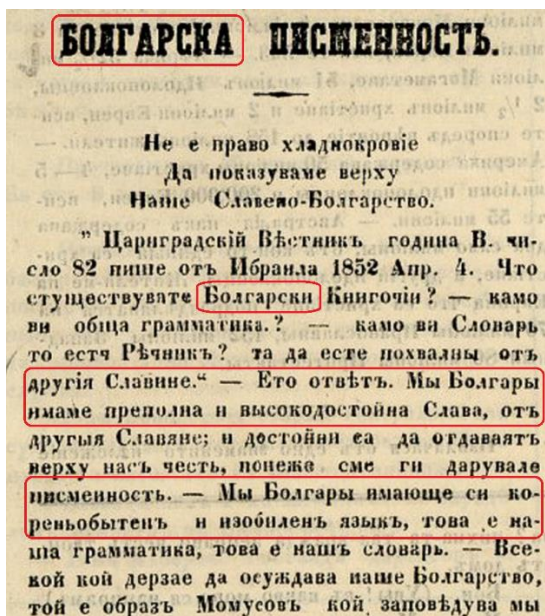 БОЛГАРСКА ПИСМЕННОСТЬ.
Не е право хладнокровіе
Да показуваме верху
Наше Славено-Болгарство.
" Цариградскій Вѣстникъ година В. чи-
сло 82 пише отъ Ибраила 1852 Апр. 4. Что
стуществувате Болгарски Книгочіи? — камо
ви обща грамматика.? — камо ви Словарь
то естч Рѣчникъ? та да есте похвалны отъ
другія Славине.“ — Ето отвѣтъ. Мы Болгары
имаме преполна и высокодостойна Слава, отъ
другыя Славяне; и достойни са да отдаваятъ
верху насъ честь, понеже сме ги дарувале
писменность. — Мы Болгары имающе си ко-
реньобытенъ и изобиленъ языкъ, това е на-
ша грамматика, това е нашъ словарь. — Все-
кой кой дерзае да осуждава наше Болгарство,
той е образъ Момусовъ кой заповѣдува мы